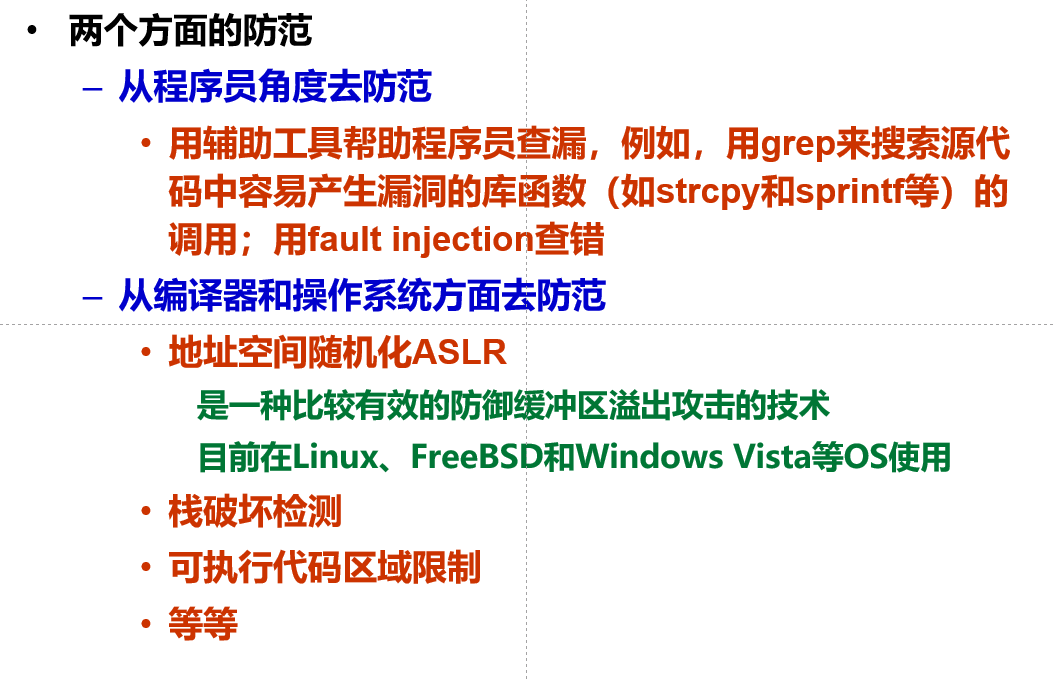 • 两个方面的防范
– 从程序员角度去防范
• 用辅助工具帮助程序员查漏，例如，用grep来搜索源代
码中容易产生漏洞的库函数（如strcpy和sprintf等）的
调用；用fault injection查错
– 从编译器和操作系统方面去防范
• 地址空间随机化ASLR
是一种比较有效的防御缓冲区溢出攻击的技术
目前在Linux、FreeBSD和Windows Vista等OS使用
• 栈破坏检测
• 可执行代码区域限制
• 等等